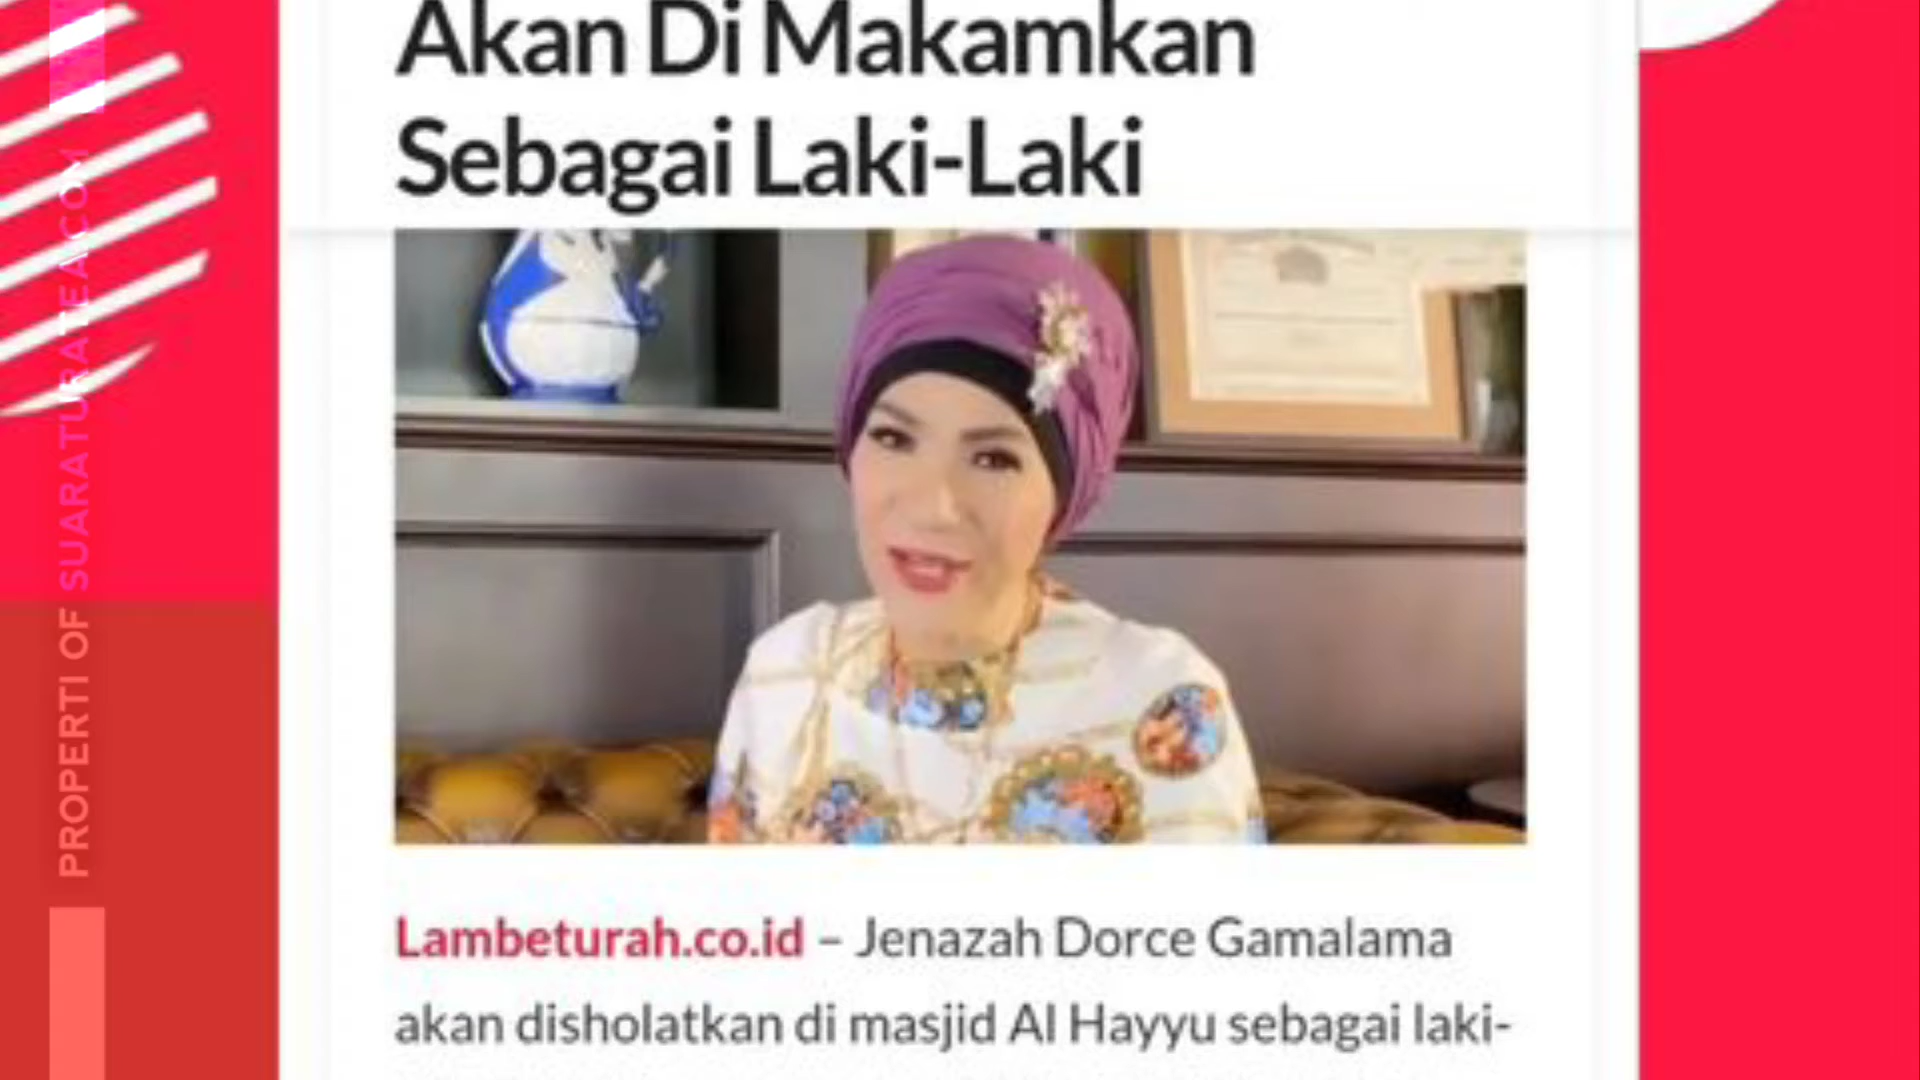 Akan Di Makamkan
Sebagai Laki-Laki
PROPERTI OF SUARATURATEA.COM
Lambeturah.co.id – Jenazah Dorce Gamalama
akan disholatkan di masjid Al Hayyu sebagai laki-